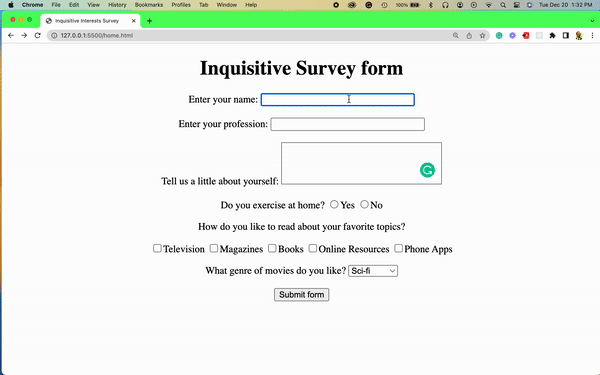 Chrome File Edit View History Bookmarks Profiles Tab Window Help 100% Tue Dec 20 1:32 PM
Inquisitive Interests Survey
127.0.0.1:5500/home.html
Inquisitive Survey form
Enter your name:
Enter your profession:
Tell us a little about yourself:
Do you exercise at home? Yes No
How do you like to read about your favorite topics?
Television Magazines Books Online Resources Phone Apps
What genre of movies do you like? Sci-fi
Submit form